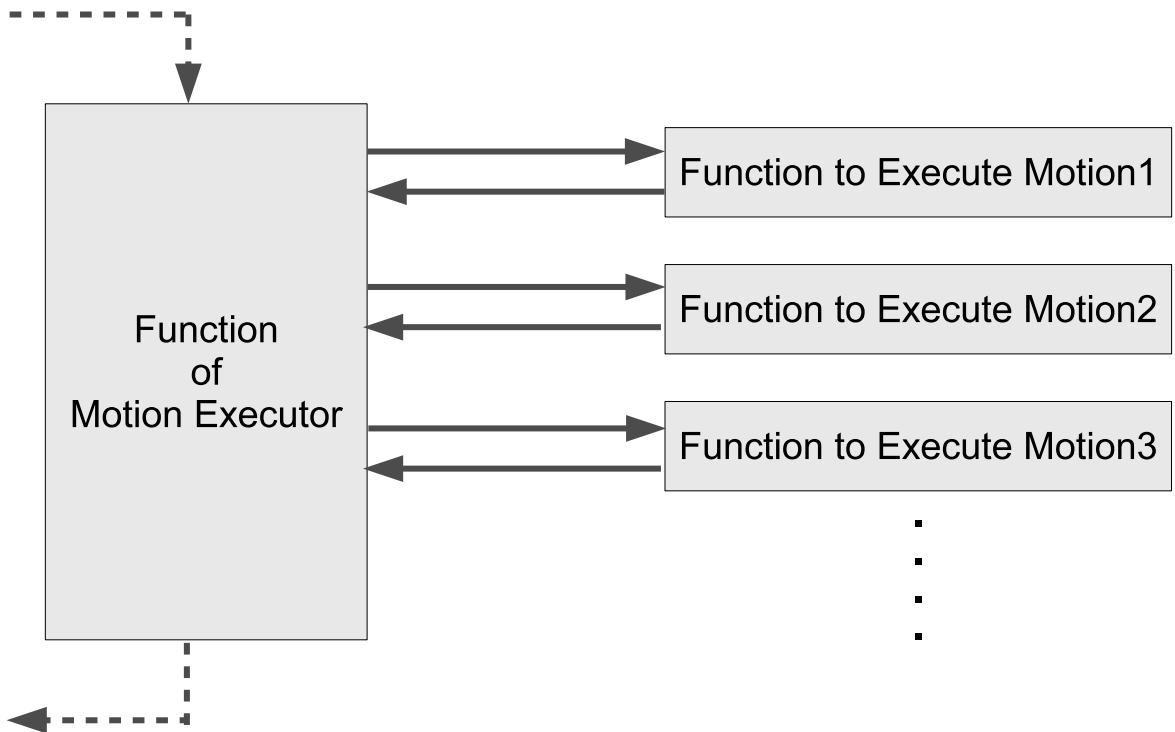 Function
of
Motion Executor
Function to Execute Motion1
Function to Execute Motion2
Function to Execute Motion3